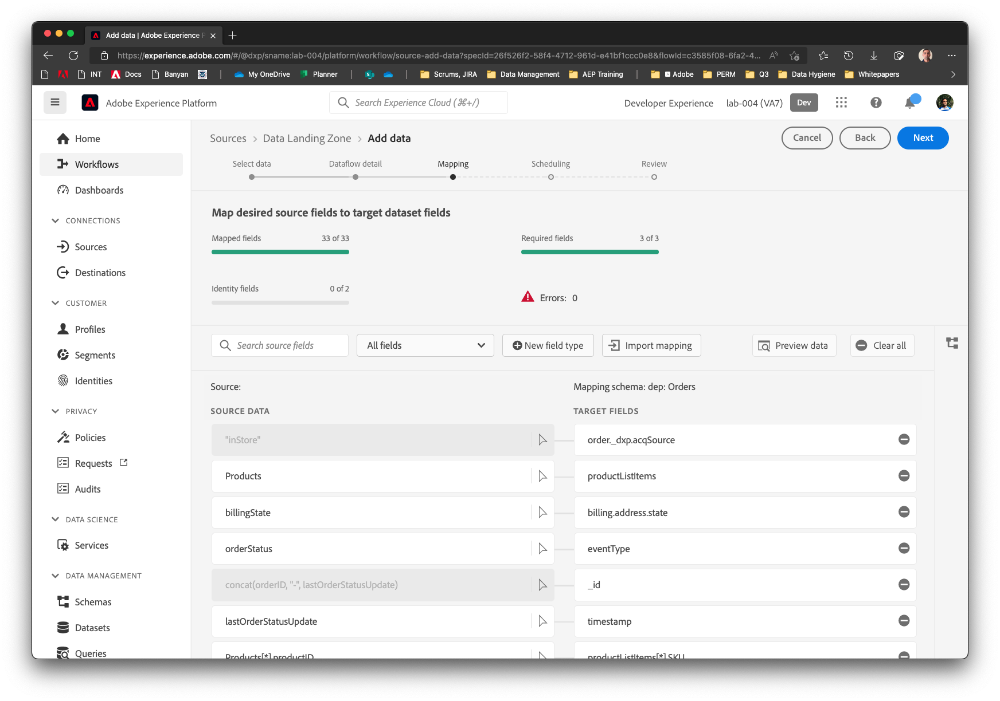 Add data | Adobe Experience P
https://experience.adobe.com/#/@dxp/sname:lab-004/platform/workflow/source-add-data?specId=26f526f2-58f4-4712-961d-e41bf1ccc0e8&flowId=c3585f08-6fa2-4...
INT Docs Banyan My OneDrive Planner Scrums, JIRA Data Management AEP Training Adobe PERM Q3 Data Hygiene Whitepapers
Adobe Experience Platform
Search Experience Cloud (⌘+/)
Developer Experience
lab-004 (VA7)
Dev
Home
Workflows
Dashboards
CONNECTIONS
Sources
Destinations
CUSTOMER
Profiles
Segments
Identities
PRIVACY
Policies
Requests
Audits
DATA SCIENCE
Services
DATA MANAGEMENT
Schemas
Datasets
Queries
Sources > Data Landing Zone > Add data
Cancel
Back
Next
Select data
Dataflow detail
Mapping
Scheduling
Review
Map desired source fields to target dataset fields
Mapped fields 33 of 33
Required fields 3 of 3
Identity fields 0 of 2
Errors: 0
Search source fields
All fields
New field type
Import mapping
Preview data
Clear all
Source:
Mapping schema: dep: Orders
SOURCE DATA
TARGET FIELDS
"inStore"
order._dxp.acqSource
Products
productListItems
billingState
billing.address.state
orderStatus
eventType
concat(orderID, "-", lastOrderStatusUpdate)
_id
lastOrderStatusUpdate
timestamp
Products[*].productID
productListItems[*].SKU